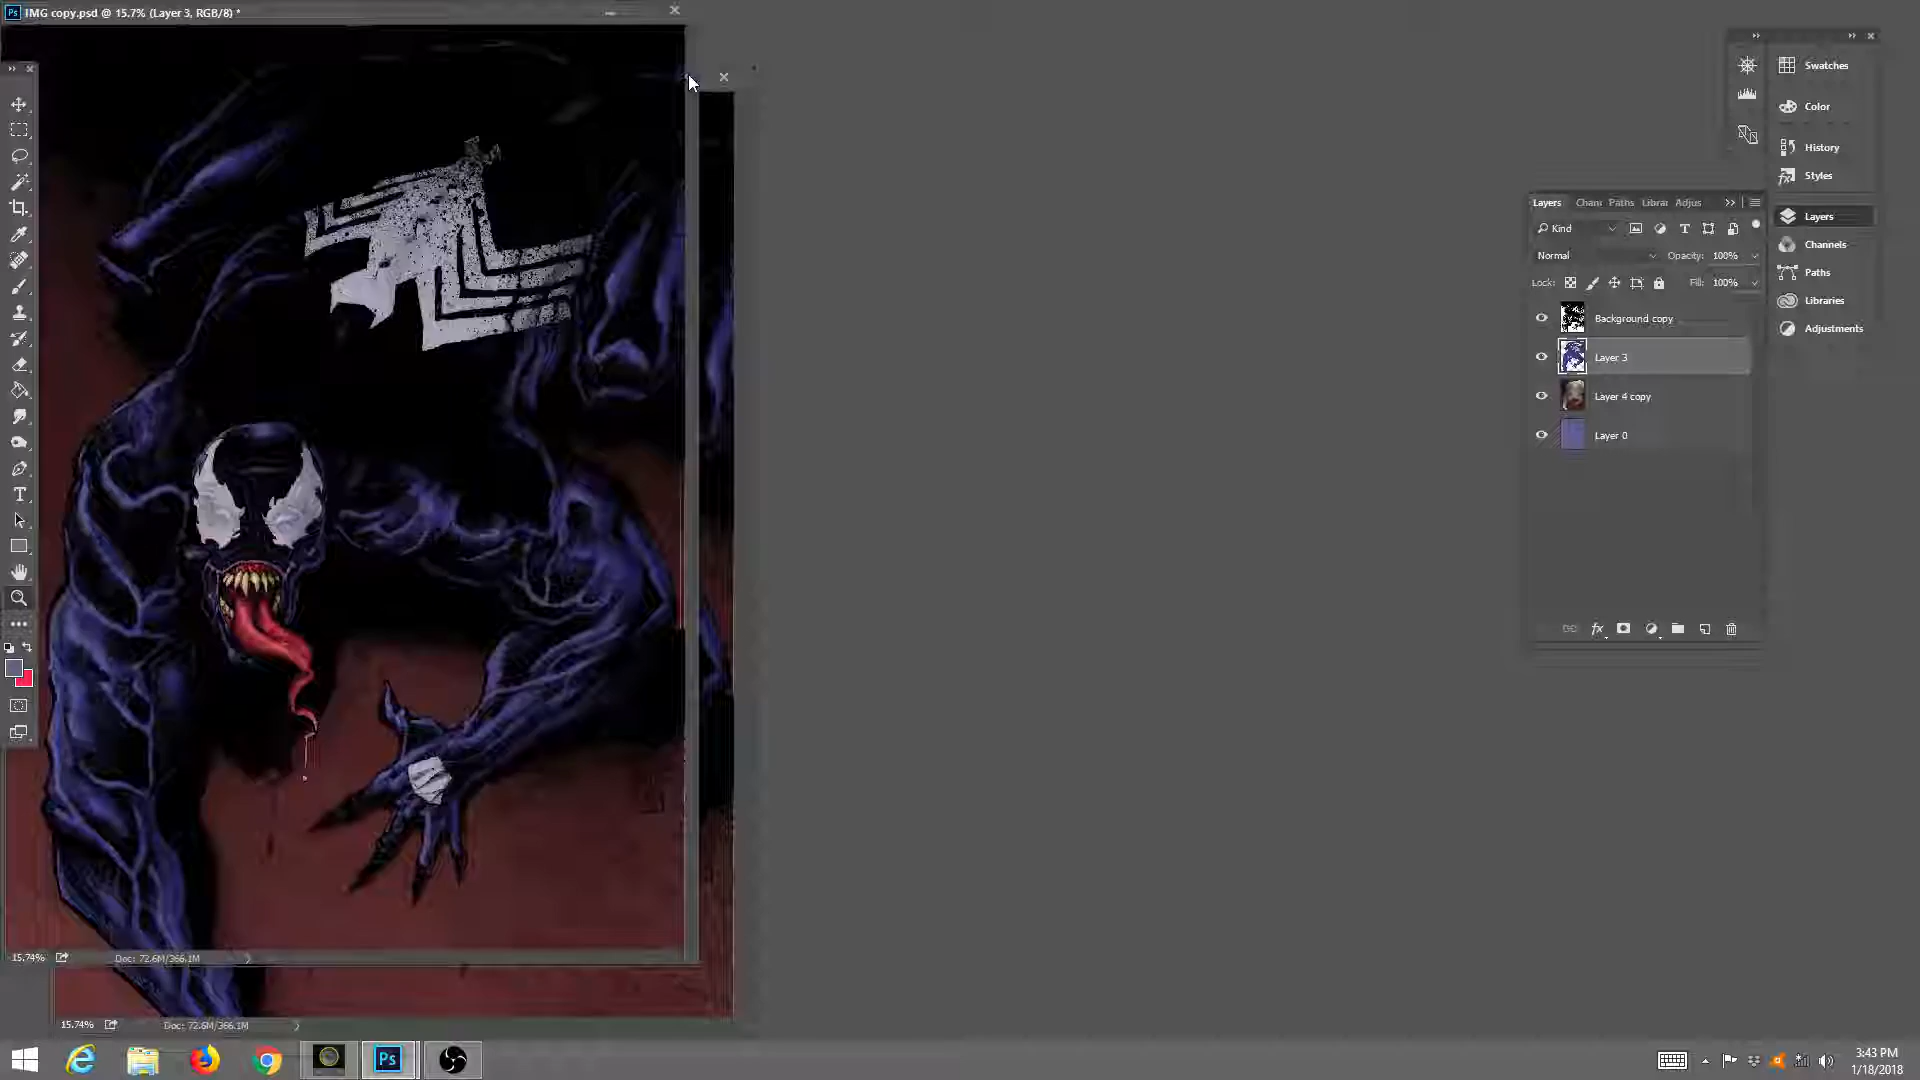 Ps IMG copy.psd @ 15.7% (Layer 3, RGB/8) *
Swatches
Color
History
Styles
Layers
Channels
Paths
Libraries
Adjustments
Layers Chan Paths Librar Adjus
Kind
Normal Opacity: 100%
Lock: Fill: 100%
Background copy
Layer 3
Layer 4 copy
Layer 0
fx
T
15.74% Doc: 72.6M/366.1M
15.74% Doc: 72.6M/366.1M
Ps
3:43 PM
1/18/2018